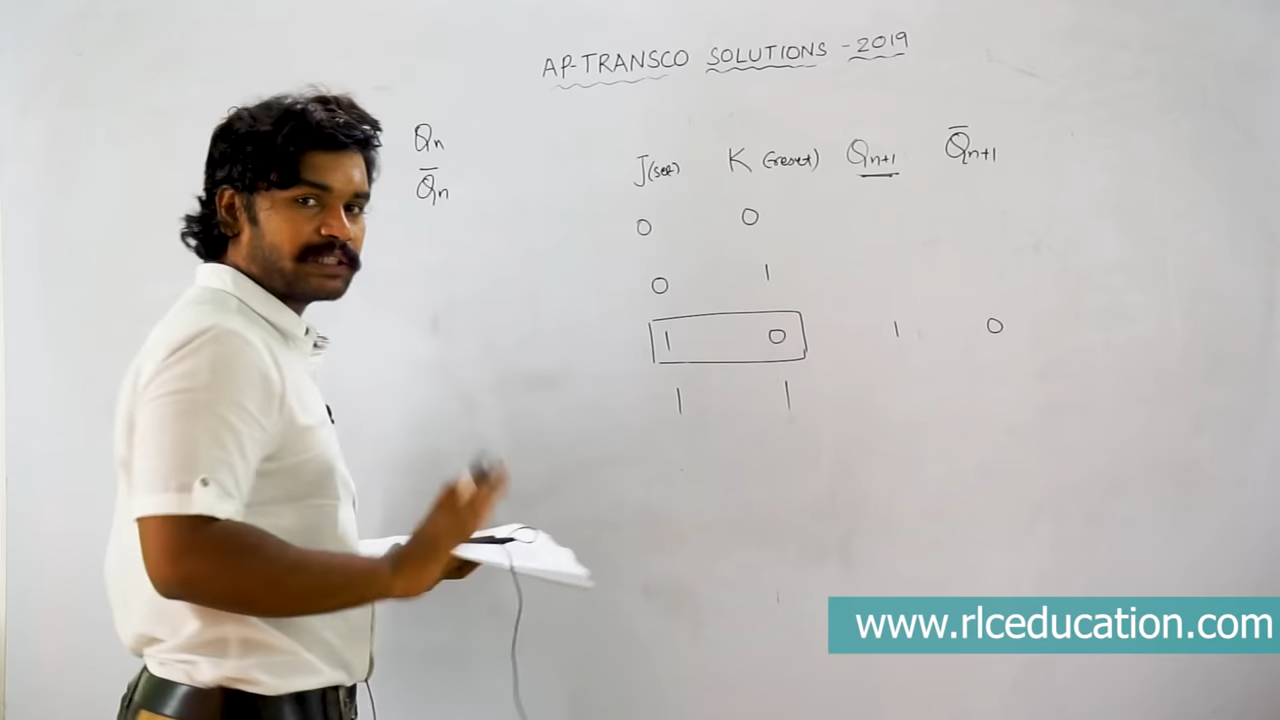 AP-TRANSCO SOLUTIONS - 2019
Qn
Q̅n
J(set) K (reset) Qn+1 Q̅n+1
0 0
0 1
1 0 1 0
1 1
www.rlceducation.com